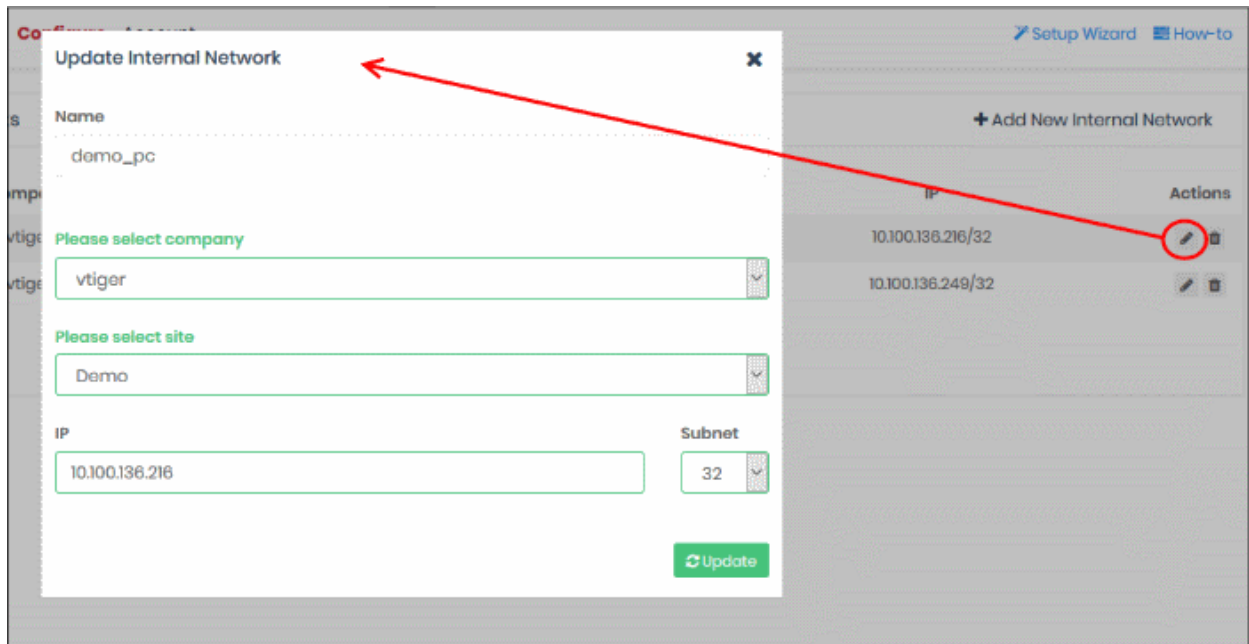 Configure Account
Setup Wizard How-to
Update Internal Network
Name
Add New Internal Network
demo_pc
IP Actions
10.100.136.216/32
Please select company
vtiger
10.100.136.249/32
Please select site
Demo
IP Subnet
10.100.136.216 32
Update